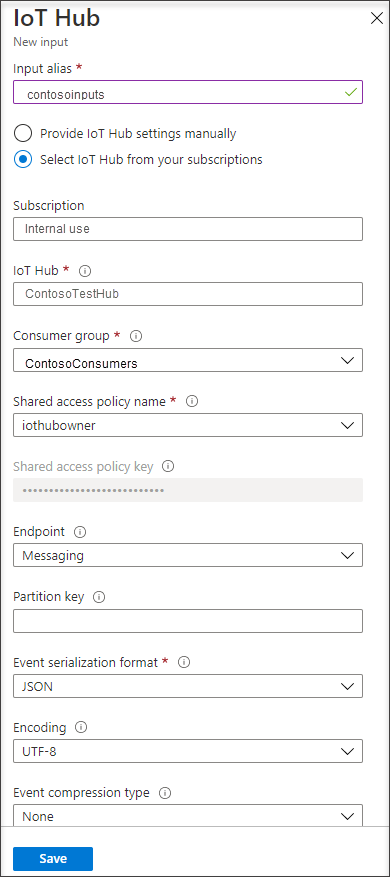 IoT Hub
New input
Input alias *
contosoinputs
Provide IoT Hub settings manually
Select IoT Hub from your subscriptions
Subscription
Internal use
IoT Hub *
ContosoTestHub
Consumer group *
ContosoConsumers
Shared access policy name *
iothubowner
Shared access policy key
••••••••••••••••••••••••••••
Endpoint
Messaging
Partition key
Event serialization format *
JSON
Encoding
UTF-8
Event compression type
None
Save